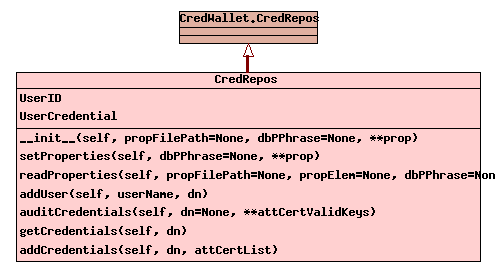 CredWallet.CredRepos
CredRepos
UserID
UserCredential
__init__(self, propFilePath=None, dbPPhrase=None, **prop)
setProperties(self, dbPPhrase=None, **prop)
readProperties(self, propFilePath=None, propElem=None, dbPPhrase=Non
addUser(self, userName, dn)
auditCredentials(self, dn=None, **attCertValidKeys)
getCredentials(self, dn)
addCredentials(self, dn, attCertList)